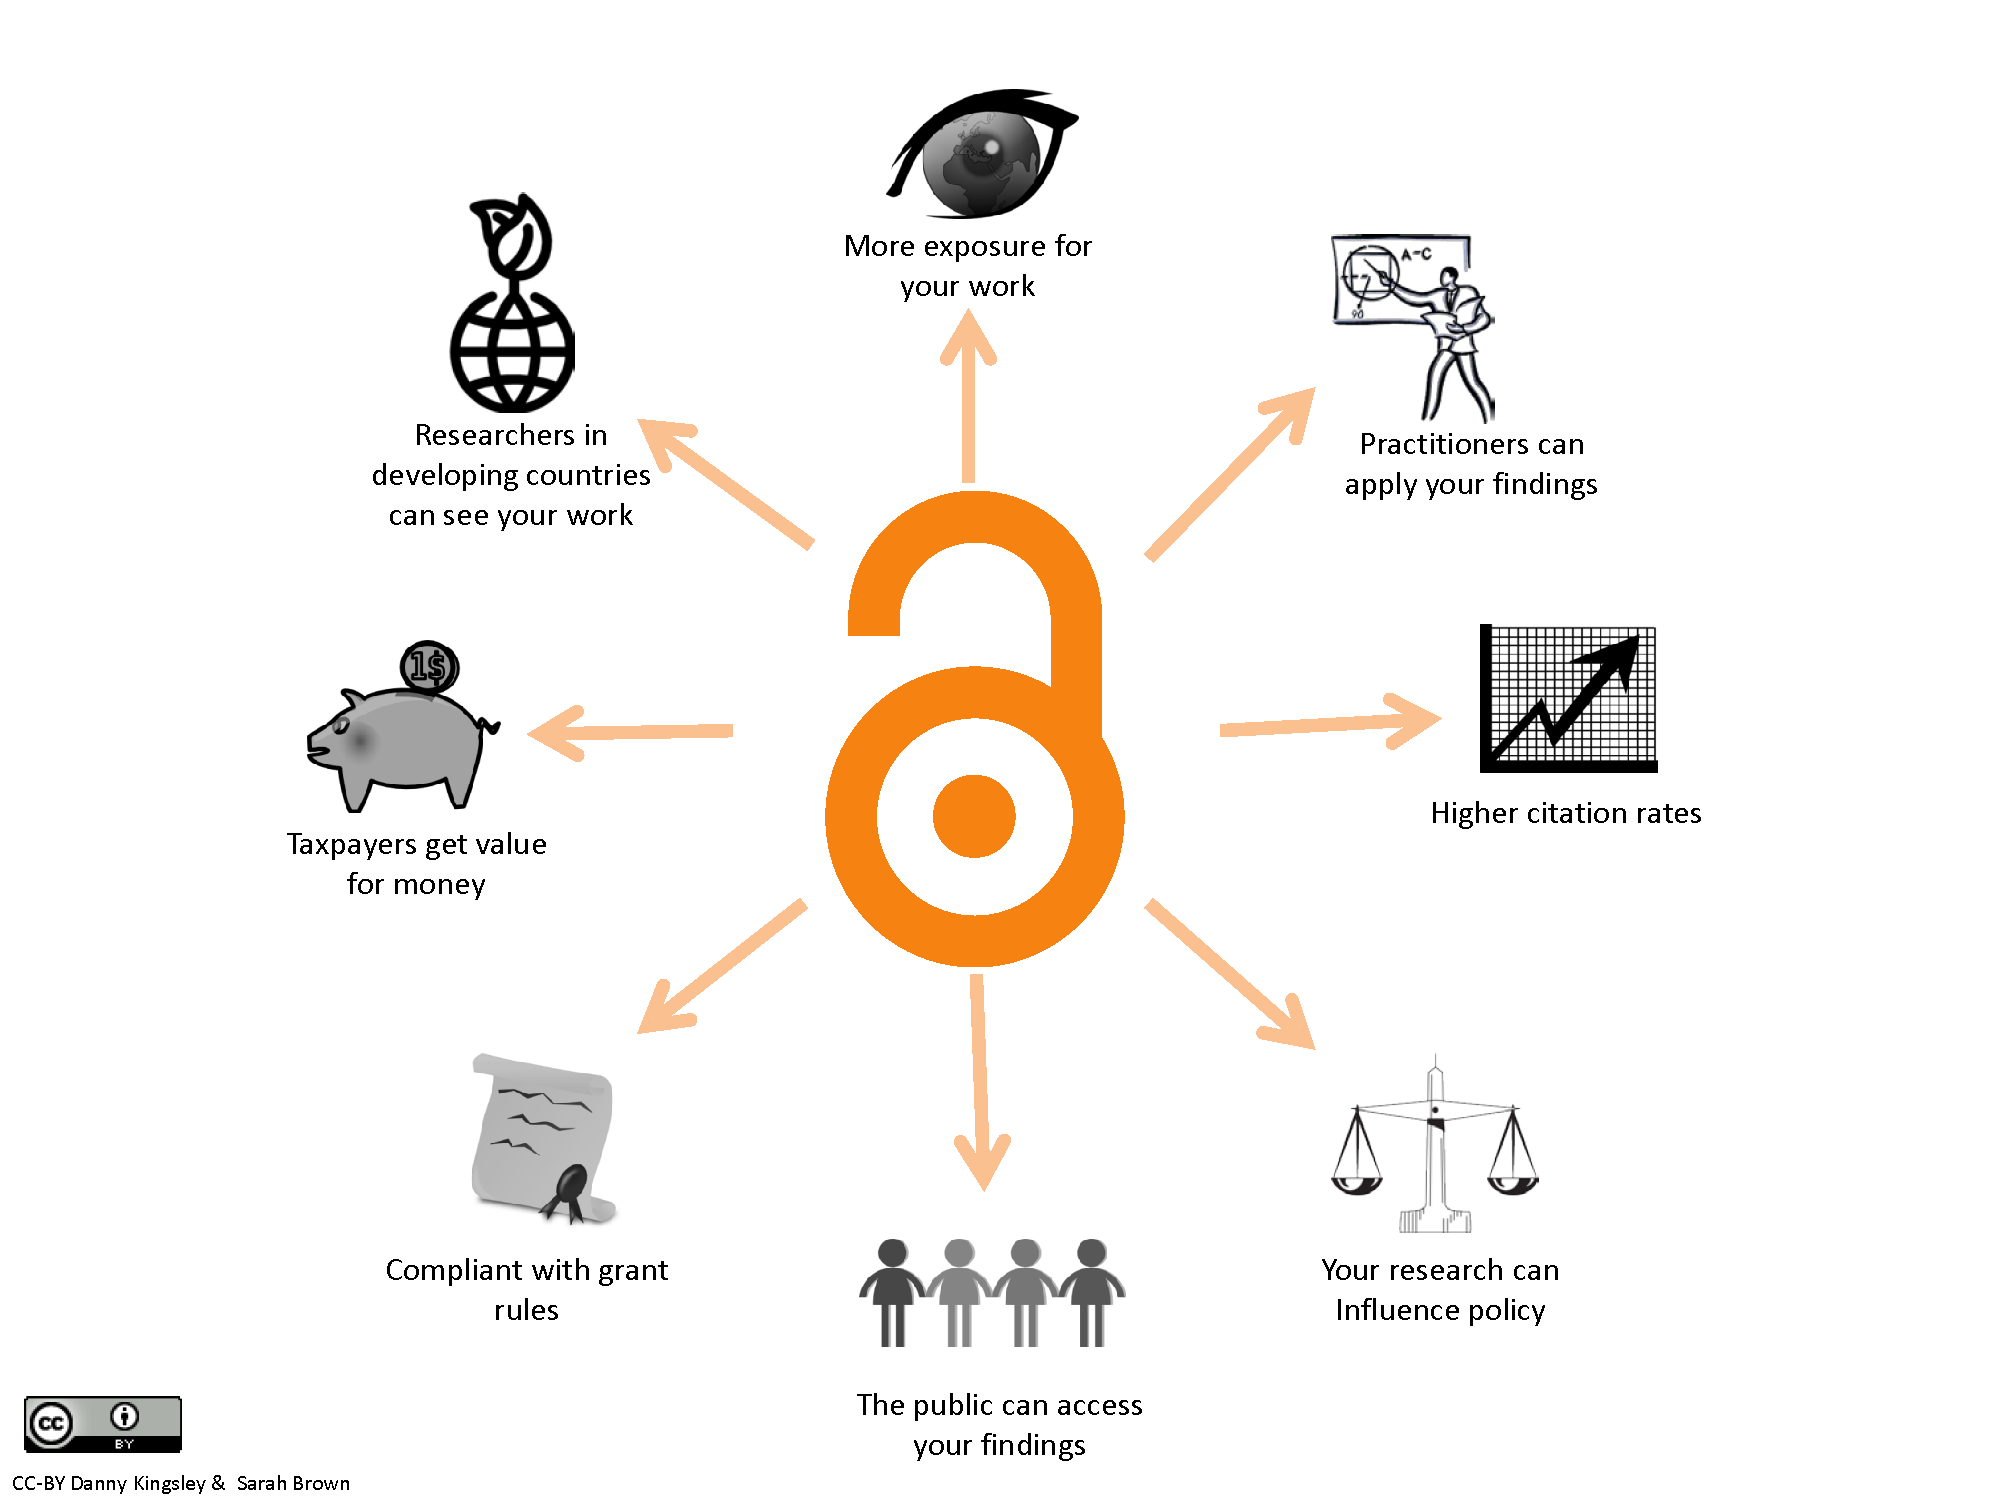 More exposure for
your work
A-C
90
Practitioners can
apply your findings
Researchers in
developing countries
can see your work
1$
Taxpayers get value
for money
Higher citation rates
Compliant with grant
rules
Your research can
Influence policy
The public can access
your findings
cc
BY
CC-BY Danny Kingsley & Sarah Brown